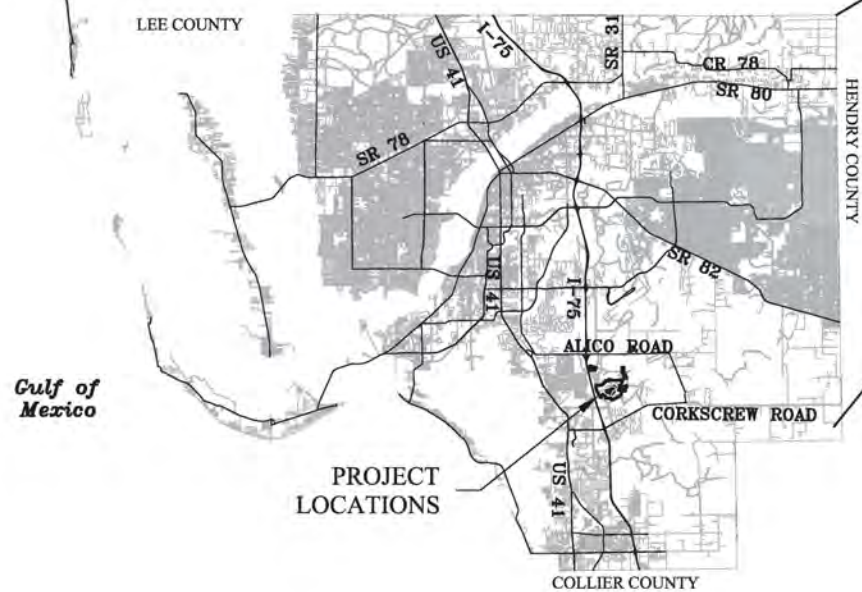 LEE COUNTY
US 41
I-75
SR 31
CR 78
SR 80
HENDRY COUNTY
SR 78
SR 82
US 41
I-75
ALICO ROAD
Gulf of
Mexico
CORKSCREW ROAD
PROJECT
LOCATIONS
US 41
COLLIER COUNTY